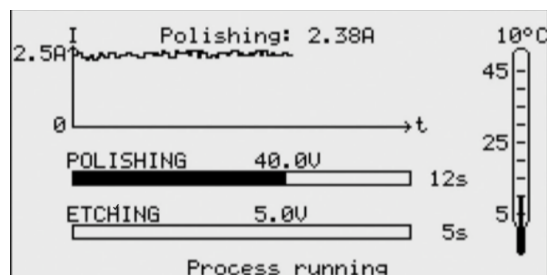 I Polishing: 2.38A 10°C
2.5A
45
0 t
25
POLISHING 40.0V
12s
ETCHING 5.0V
5
5s
Process running